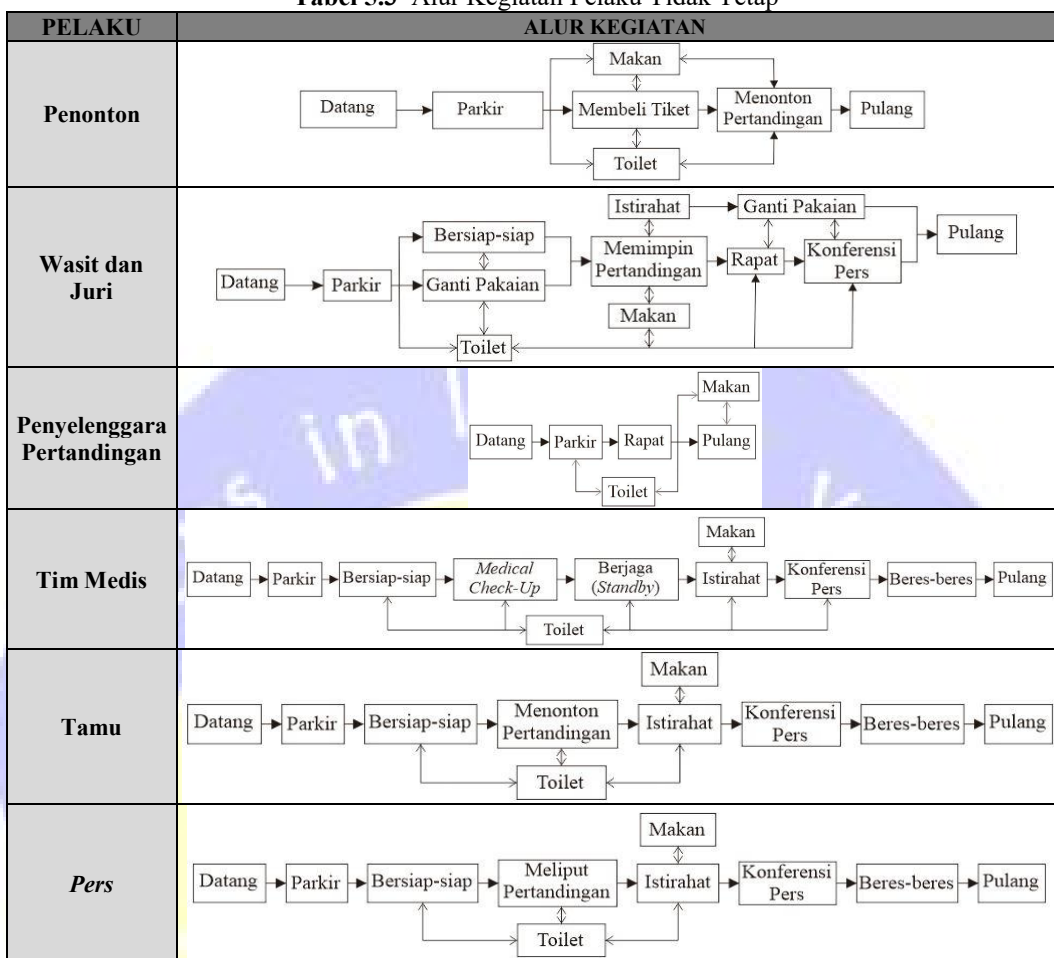 Tabel 3.3 Alur Kegiatan Pelaku Tidak Tetap
PELAKU ALUR KEGIATAN
Penonton
Makan
Datang Parkir Membeli Tiket Menonton
Pertandingan Pulang
Toilet
Wasit dan
Juri
Istirahat Ganti Pakaian
Bersiap-siap Pulang
Memimpin
Pertandingan Rapat Konferensi
Pers
Datang Parkir Ganti Pakaian
Makan
Toilet
Penyelenggara
Pertandingan
Makan
Datang Parkir Rapat Pulang
Toilet
Tim Medis
Makan
Datang Parkir Bersiap-siap Medical
Check-Up Berjaga
(Standby) Istirahat Konferensi
Pers Beres-beres Pulang
Toilet
Tamu
Makan
Datang Parkir Bersiap-siap Menonton
Pertandingan Istirahat Konferensi
Pers Beres-beres Pulang
Toilet
Pers
Makan
Datang Parkir Bersiap-siap Meliput
Pertandingan Istirahat Konferensi
Pers Beres-beres Pulang
Toilet
in
s